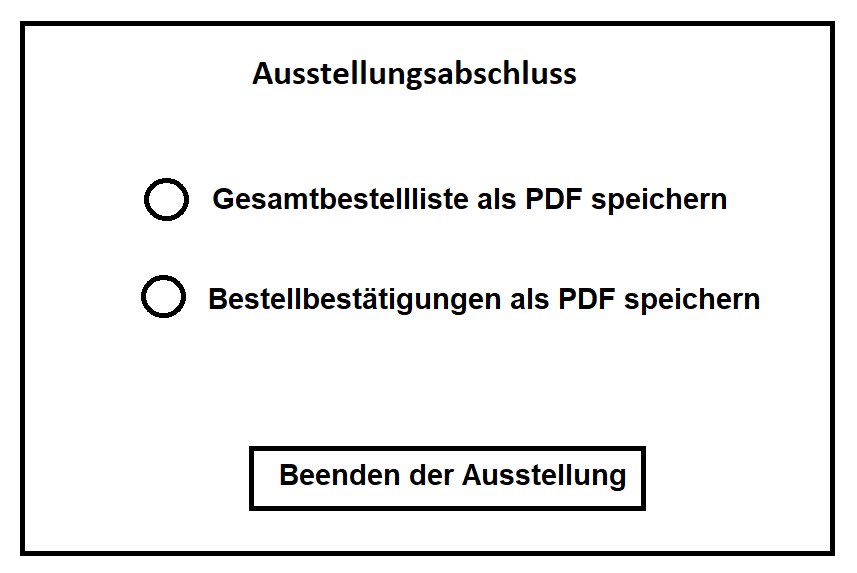 Ausstellungsabschluss
Gesamtbestellliste als PDF speichern
Bestellbestätigungen als PDF speichern
Beenden der Ausstellung